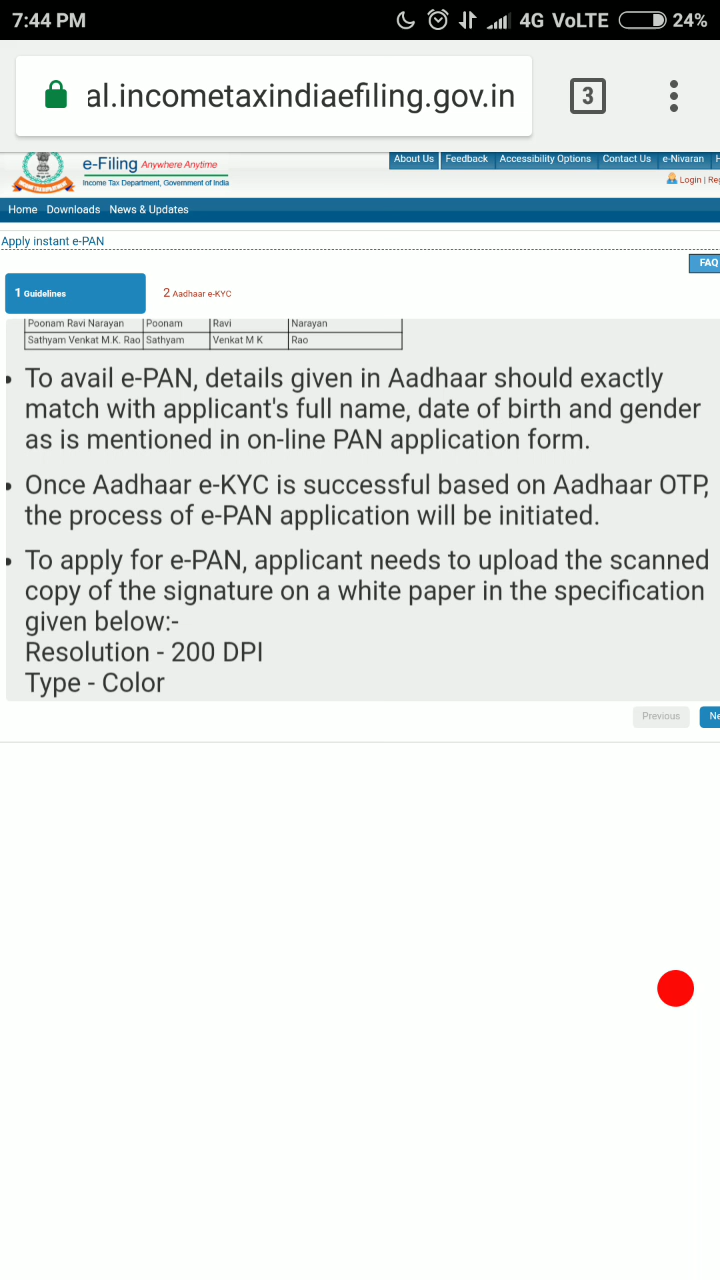 7:44 PM 4G VoLTE 24%
al.incometaxindiaefiling.gov.in 3
e-Filing Anywhere Anytime
Income Tax Department, Government of India
About Us Feedback Accessibility Options Contact Us e-Nivaran
Login |
Home Downloads News & Updates
Apply instant e-PAN
FAQ
1 Guidelines 2 Aadhaar e-KYC
Poonam Ravi Narayan Poonam Ravi Narayan
Sathyam Venkat M.K. Rao Sathyam Venkat M K Rao
• To avail e-PAN, details given in Aadhaar should exactly
match with applicant's full name, date of birth and gender
as is mentioned in on-line PAN application form.
• Once Aadhaar e-KYC is successful based on Aadhaar OTP,
the process of e-PAN application will be initiated.
• To apply for e-PAN, applicant needs to upload the scanned
copy of the signature on a white paper in the specification
given below:-
Resolution - 200 DPI
Type - Color
Previous